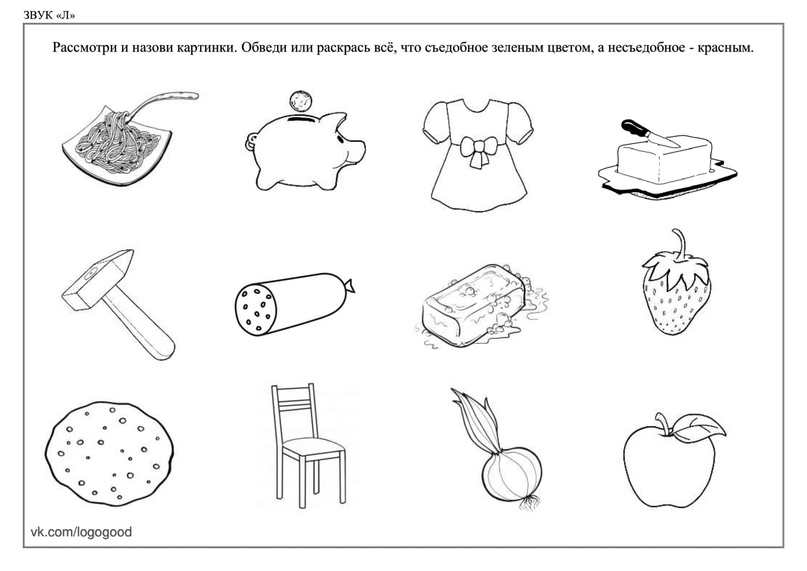 ЗВУК «Л»
Рассмотри и назови картинки. Обведи или раскрась всё, что съедобное зеленым цветом, а несъедобное - красным.
vk.com/logogood